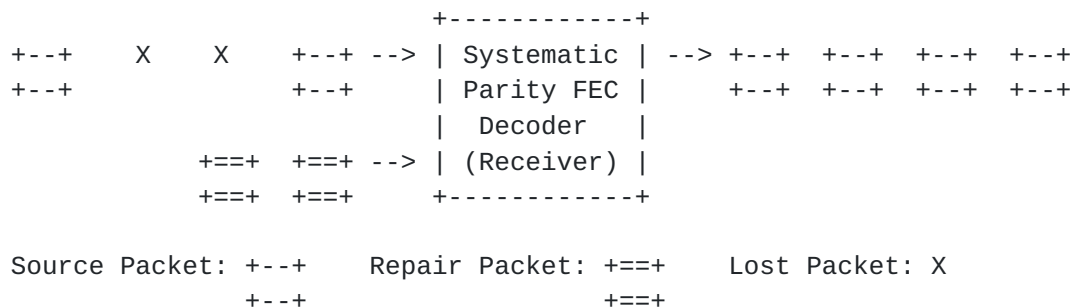 +------------+
+--+    X    X    +--+ --> | Systematic | --> +--+  +--+  +--+  +--+
+--+              +--+     | Parity FEC |     +--+  +--+  +--+  +--+
                          |  Decoder   |
            +==+  +==+ --> | (Receiver) |
            +==+  +==+     +------------+

Source Packet: +--+    Repair Packet: +==+    Lost Packet: X
               +--+                   +==+